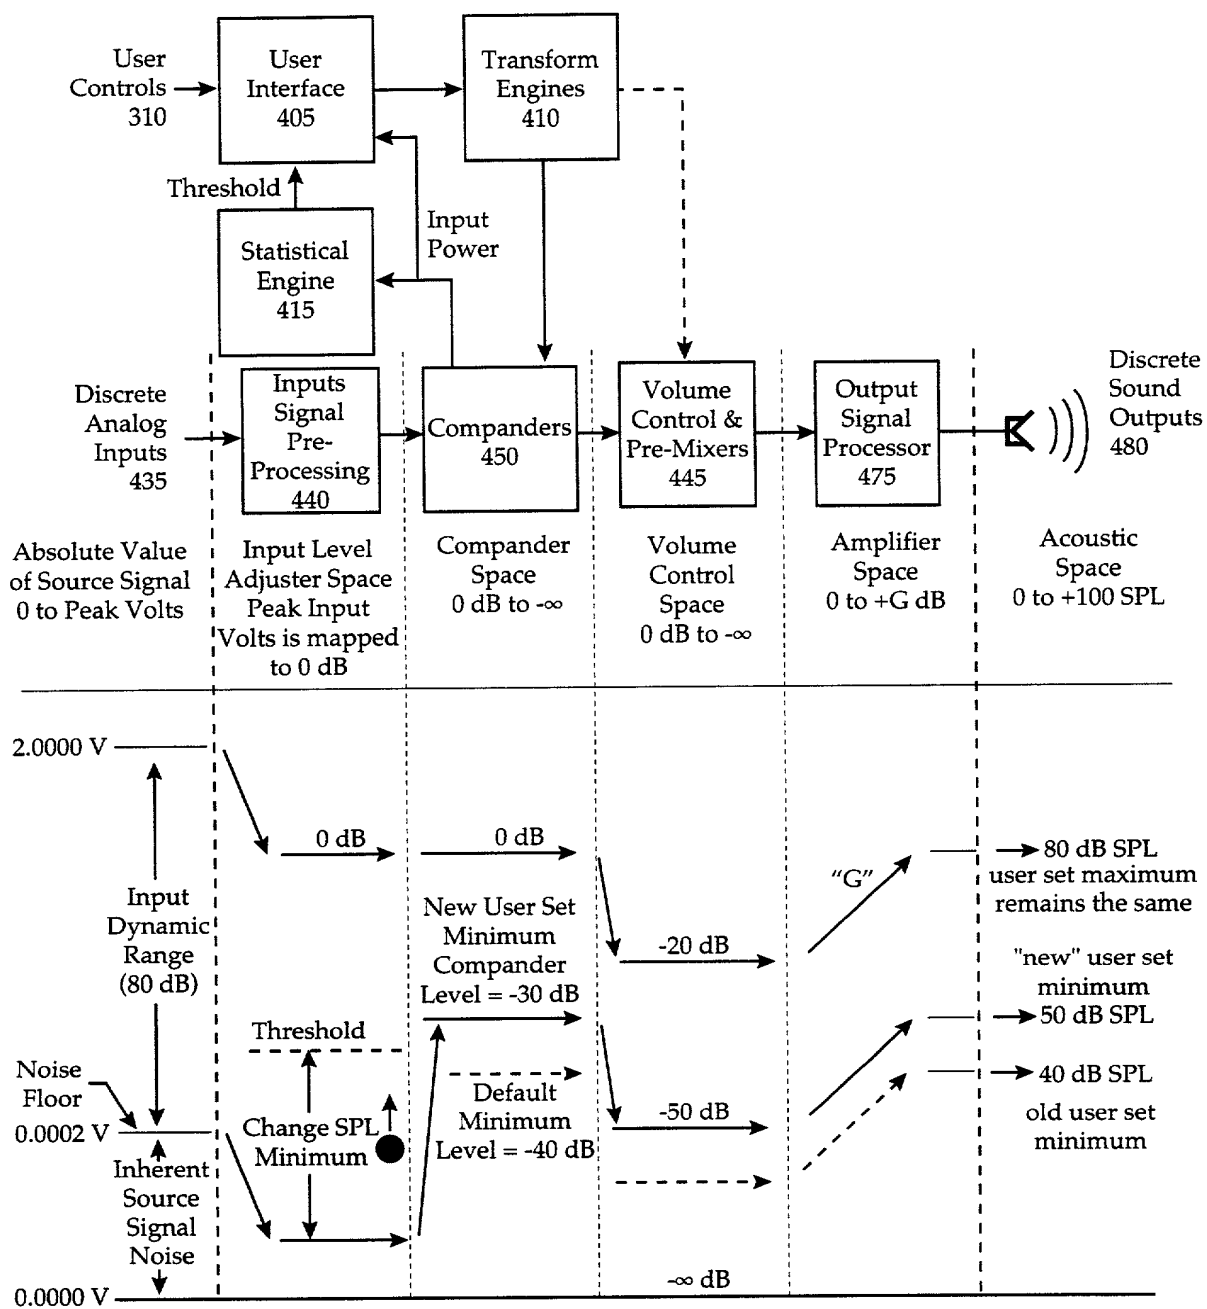 User
Controls
310
User
Interface
405
Transform
Engines
410
Threshold
Input
Power
Statistical
Engine
415
Discrete
Analog
Inputs
435
Inputs
Signal
Pre-
Processing
440
Companders
450
Volume
Control &
Pre-Mixers
445
Output
Signal
Processor
475
Discrete
Sound
Outputs
480
Absolute Value
of Source Signal
0 to Peak Volts
Input Level
Adjuster Space
Peak Input
Volts is mapped
to 0 dB
Compander
Space
0 dB to -∞
Volume
Control
Space
0 dB to -∞
Amplifier
Space
0 to +G dB
Acoustic
Space
0 to +100 SPL
2.0000 V
0 dB
0 dB
"G"
80 dB SPL
user set maximum
remains the same
Input
Dynamic
Range
(80 dB)
New User Set
Minimum
Compander
Level = -30 dB
-20 dB
"new" user set
minimum
50 dB SPL
Threshold
Noise
Floor
0.0002 V
Change SPL
Minimum
Default
Minimum
Level = -40 dB
-50 dB
40 dB SPL
old user set
minimum
Inherent
Source
Signal
Noise
-∞ dB
0.0000 V